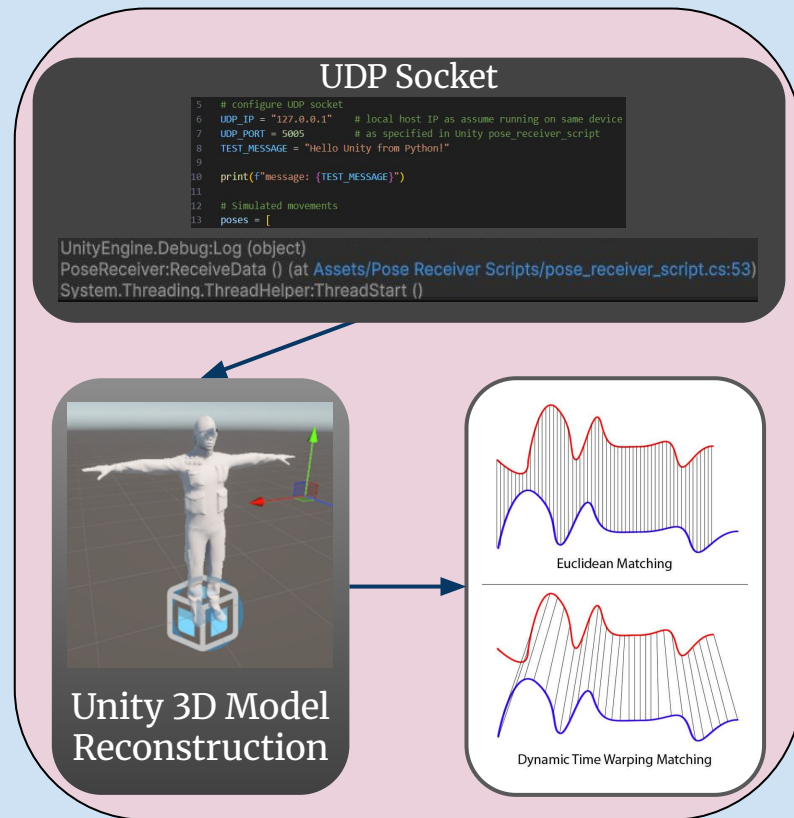 UDP Socket
5 # configure UDP socket
6 UDP_IP = "127.0.0.1" # local host IP as assume running on same device
7 UDP_PORT = 5005 # as specified in Unity pose_receiver_script
8 TEST_MESSAGE = "Hello Unity from Python!"
9
10 print(f"message: {TEST_MESSAGE}")
11
12 # Simulated movements
13 poses = [
UnityEngine.Debug:Log (object)
PoseReceiver:ReceiveData () (at Assets/Pose Receiver Scripts/pose_receiver_script.cs:53)
System.Threading.ThreadHelper:ThreadStart ()
Unity 3D Model
Reconstruction
Euclidean Matching
Dynamic Time Warping Matching